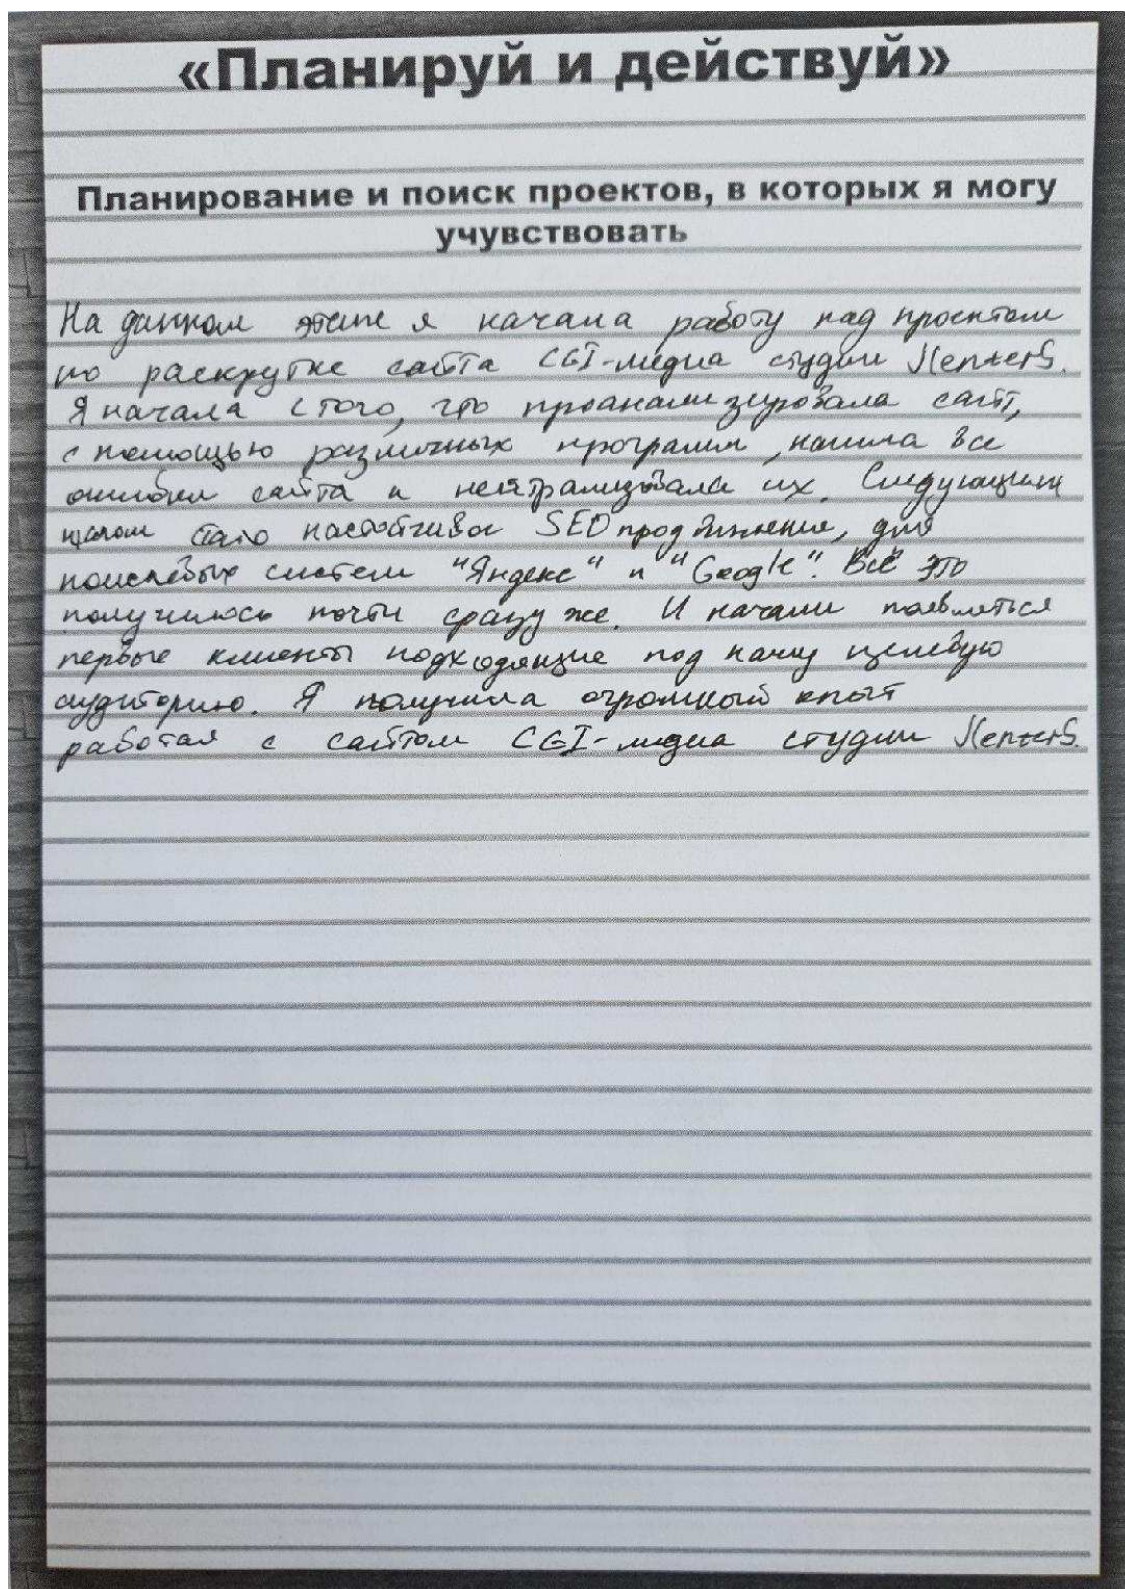 «Планируй и действуй»
Планирование и поиск проектов, в которых я могу
учувствовать
На данном этапе я начала работу над проектом
по раскрутке сайта CGI-медиа студии
Я начала с того, что проанализировала сайт,
с помощью различных программ, нашла все
ошибки сайта и нейтрализовала их. Следующим
шагом стало SEO продвижение, для
поисковых систем "Яндекс" и "Google". Всё это
получилось почти сразу же. И начали появляться
первые клиенты подходящие под нашу целевую
аудиторию. Я получила огромный опыт
работая с сайтом CGI-медиа студии